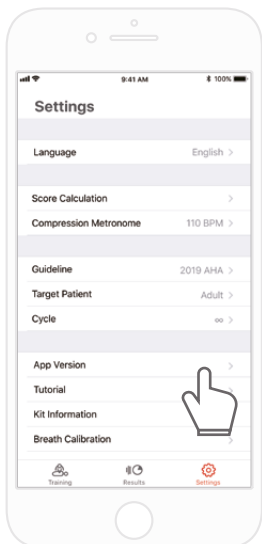 9:41 AM
100%
Settings
Language English >
Score Calculation >
Compression Metronome 110 BPM >
Guideline 2019 AHA >
Target Patient Adult >
Cycle ∞ >
App Version >
Tutorial >
Kit Information
Breath Calibration >
Training Results Settings